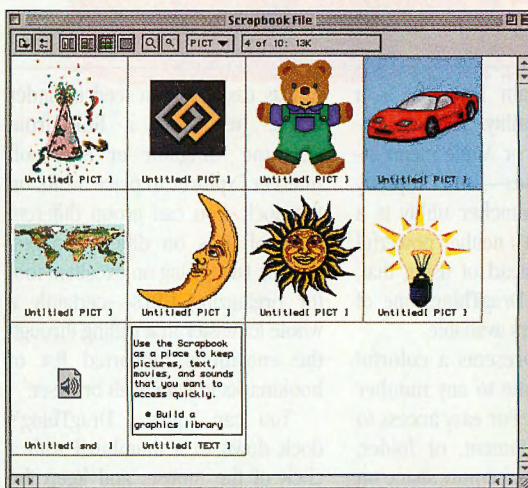 Scrapbook File
PICT 4 of 10: 13K
Untitled[ PICT ] Untitled[ PICT ] Untitled[ PICT ] Untitled[ PICT ]
Untitled[ PICT ] Untitled[ PICT ] Untitled[ PICT ] Untitled[ PICT ]
Use the Scrapbook
as a place to keep
pictures, text,
movies, and sounds
that you want to
access quickly.
● Build a
graphics library
Untitled[ snd ] Untitled[ TEXT ]